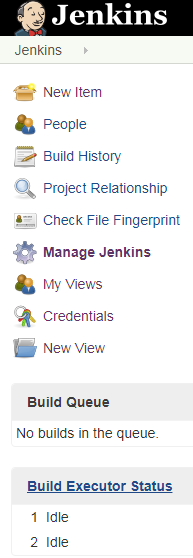 Jenkins
Jenkins
New Item
People
Build History
Project Relationship
Check File Fingerprint
Manage Jenkins
My Views
Credentials
New View
Build Queue
No builds in the queue.
Build Executor Status
1 Idle
2 Idle